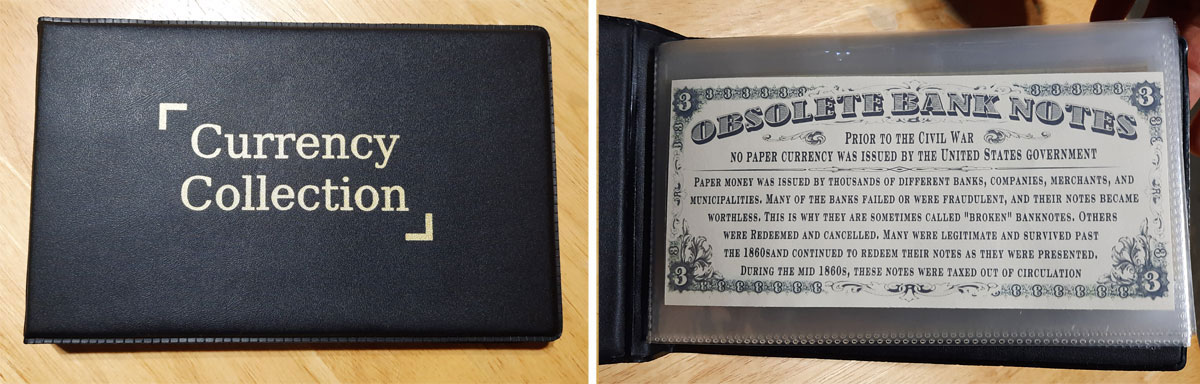 Currency
Collection
3 3
OBSOLETE BANK NOTES
PRIOR TO THE CIVIL WAR
NO PAPER CURRENCY WAS ISSUED BY THE UNITED STATES GOVERNMENT
PAPER MONEY WAS ISSUED BY THOUSANDS OF DIFFERENT BANKS, COMPANIES, MERCHANTS, AND
MUNICIPALITIES. MANY OF THE BANKS FAILED OR WERE FRAUDULENT, AND THEIR NOTES BECAME
WORTHLESS. THIS IS WHY THEY ARE SOMETIMES CALLED "BROKEN" BANKNOTES. OTHERS
WERE REDEEMED AND CANCELLED. MANY WERE LEGITIMATE AND SURVIVED PAST
THE 1860SAND CONTINUED TO REDEEM THEIR NOTES AS THEY WERE PRESENTED.
DURING THE MID 1860S, THESE NOTES WERE TAXED OUT OF CIRCULATION
3 3